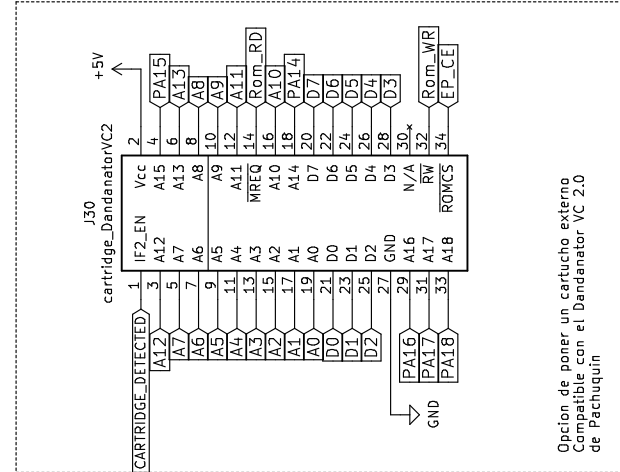 J30
cartridge_DandanatorVC2
+5V
CARTRIDGE_DETECTED 1 IF2_EN Vcc 2
A12 3 A12 A15 4 PA15
A7 5 A7 A13 6 A13
A6 7 A6 A8 8 A8
A5 9 A5 A9 10 A9
A4 11 A4 A11 12 A11
A3 13 A3 MREQ 14 Rom_RD
A2 15 A2 A10 16 A10
A1 17 A1 A14 18 PA14
A0 19 A0 D7 20 D7
D0 21 D0 D6 22 D6
D1 23 D1 D5 24 D5
D2 25 D2 D4 26 D4
GND 27 GND D3 28 D3
PA16 29 A16 N/A 30
PA17 31 A17 RW 32 Rom_WR
PA18 33 A18 ROMCS 34 EP_CE
Opcion de poner un cartucho externo
Compatible con el Dandanator VC 2.0
de Pachuquin